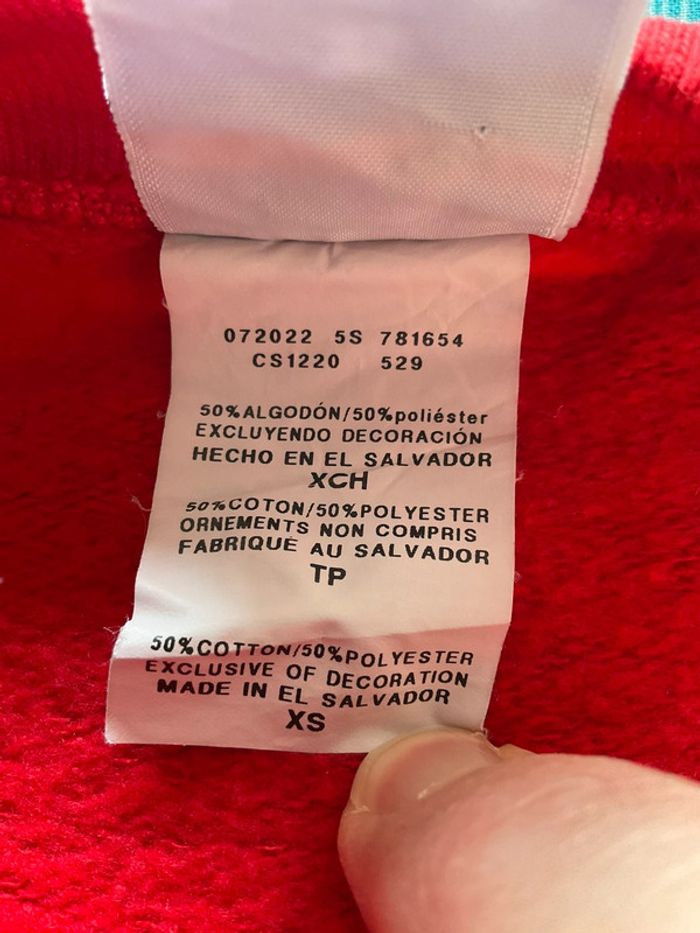 072022 5S 781654
CS1220 529
50%ALGODÓN/50%poliéster
EXCLUYENDO DECORACIÓN
HECHO EN EL SALVADOR
XCH
50%COTON/50%POLYESTER
ORNEMENTS NON COMPRIS
FABRIQUÉ AU SALVADOR
TP
50%COTTON/50%POLYESTER
EXCLUSIVE OF DECORATION
MADE IN EL SALVADOR
XS